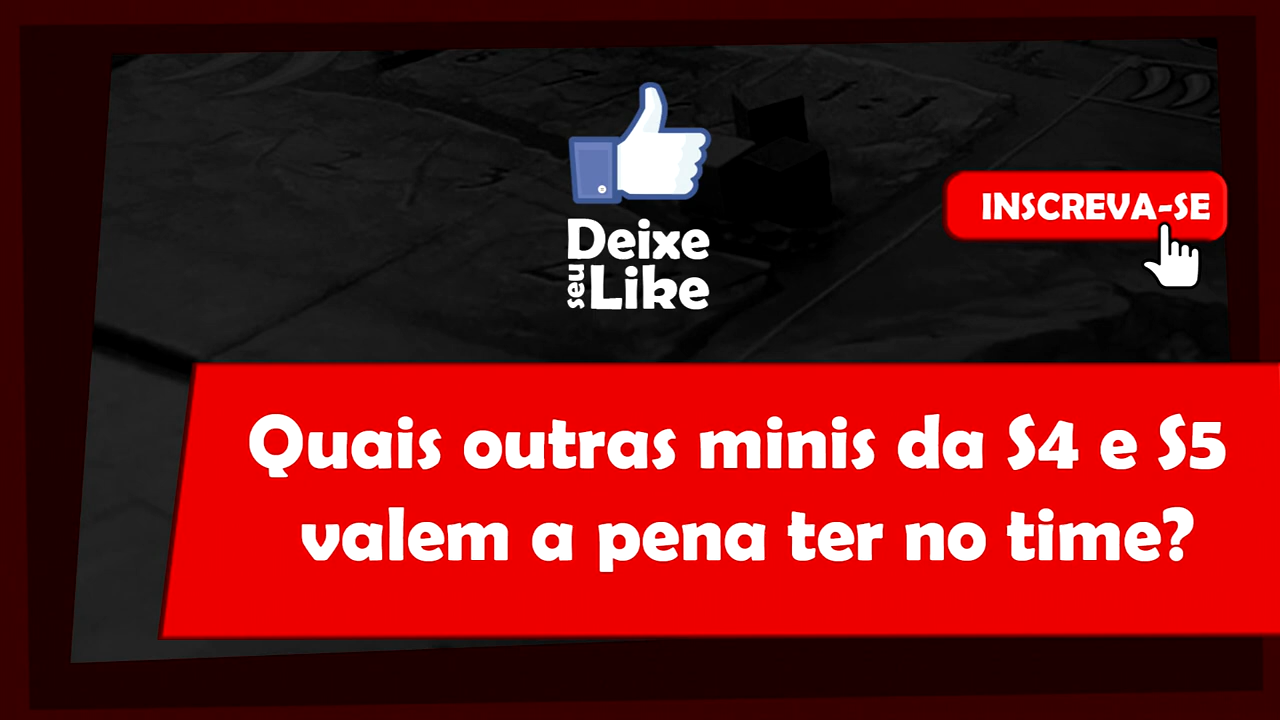 Deixe
seu Like
INSCREVA-SE
Quais outras minis da S4 e S5
valem a pena ter no time?